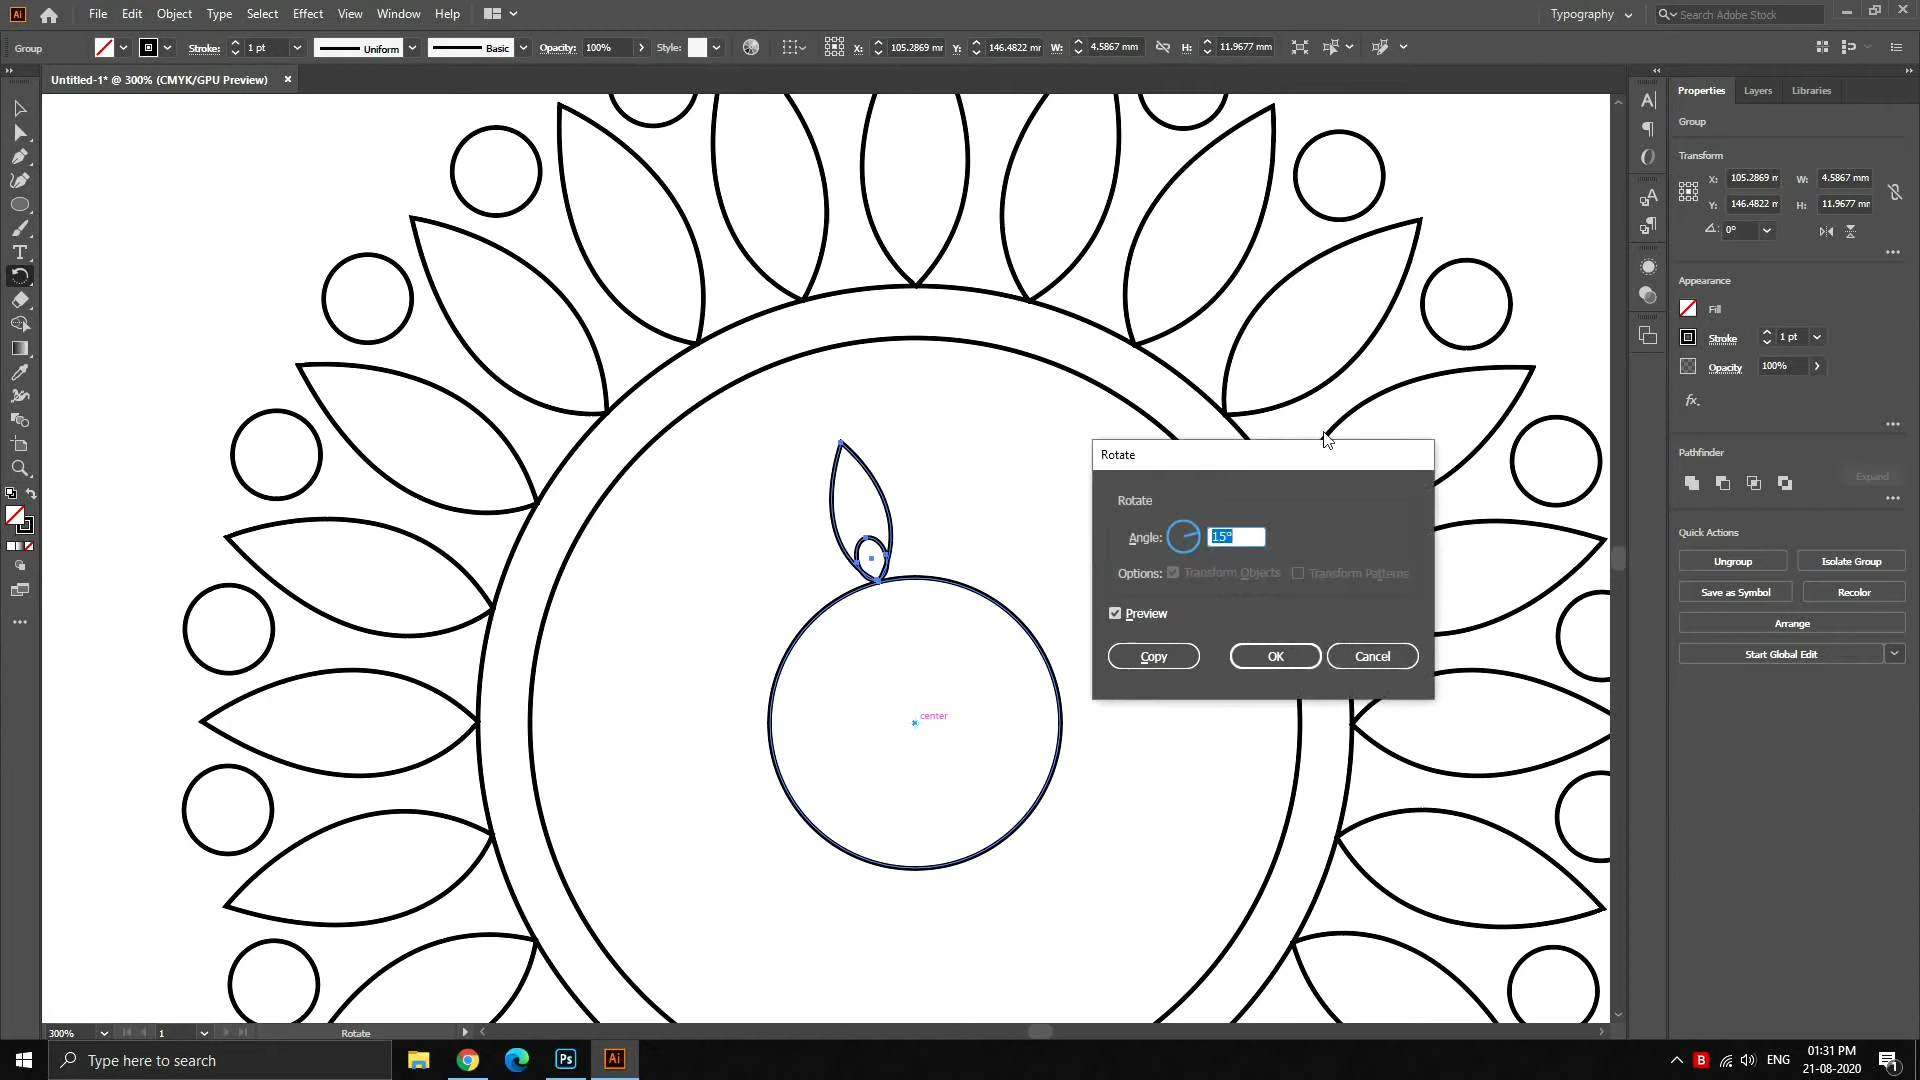 Ai File Edit Object Type Select Effect View Window Help Typography Search Adobe Stock
Group Stroke: 1 pt Uniform Basic Opacity: 100% Style: X: 105.2869 mr Y: 146.4822 mr W: 4.5867 mm H: 11.9677 mm
Untitled-1* @ 300% (CMYK/GPU Preview) ×
Properties Layers Libraries
Group
Transform
X: 105.2869 m W: 4.5867 mm
Y: 146.4822 m H: 11.9677 mm
0°
Appearance
Fill
Stroke 1 pt
Opacity 100%
fx.
Pathfinder
Expand
Quick Actions
Ungroup Isolate Group
Save as Symbol Recolor
Arrange
Start Global Edit
Rotate
Rotate
Angle: 15°
Options: Transform Objects Transform Patterns
Preview
Copy OK Cancel
center
300% 1 Rotate
Type here to search Ps Ai B ENG 01:31 PM
21-08-2020 1